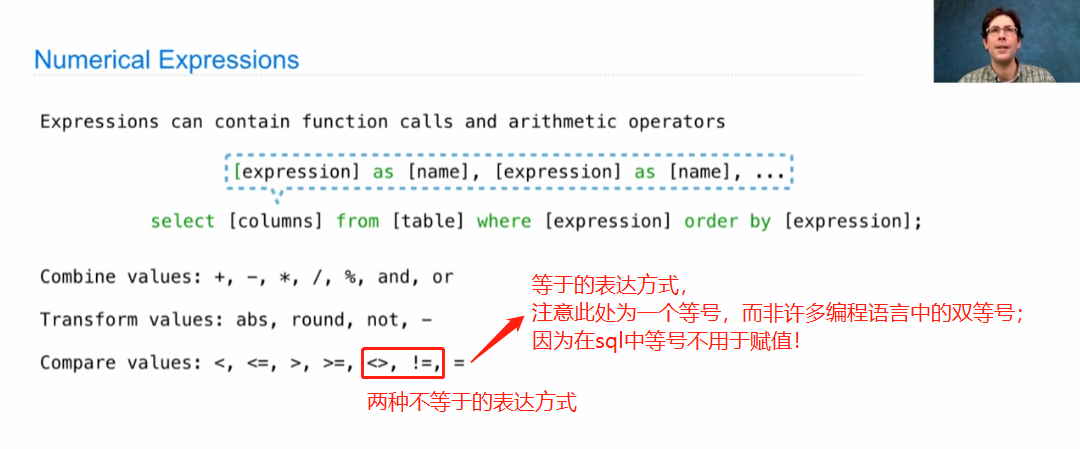 Numerical Expressions
Expressions can contain function calls and arithmetic operators
[expression] as [name], [expression] as [name], ...
select [columns] from [table] where [expression] order by [expression];
Combine values: +, -, *, /, %, and, or
Transform values: abs, round, not, -
Compare values: <, <=, >, >=, <>, !=, =
等于的表达方式，
注意此处为一个等号，而非许多编程语言中的双等号；
因为在sql中等号不用于赋值！
两种不等于的表达方式